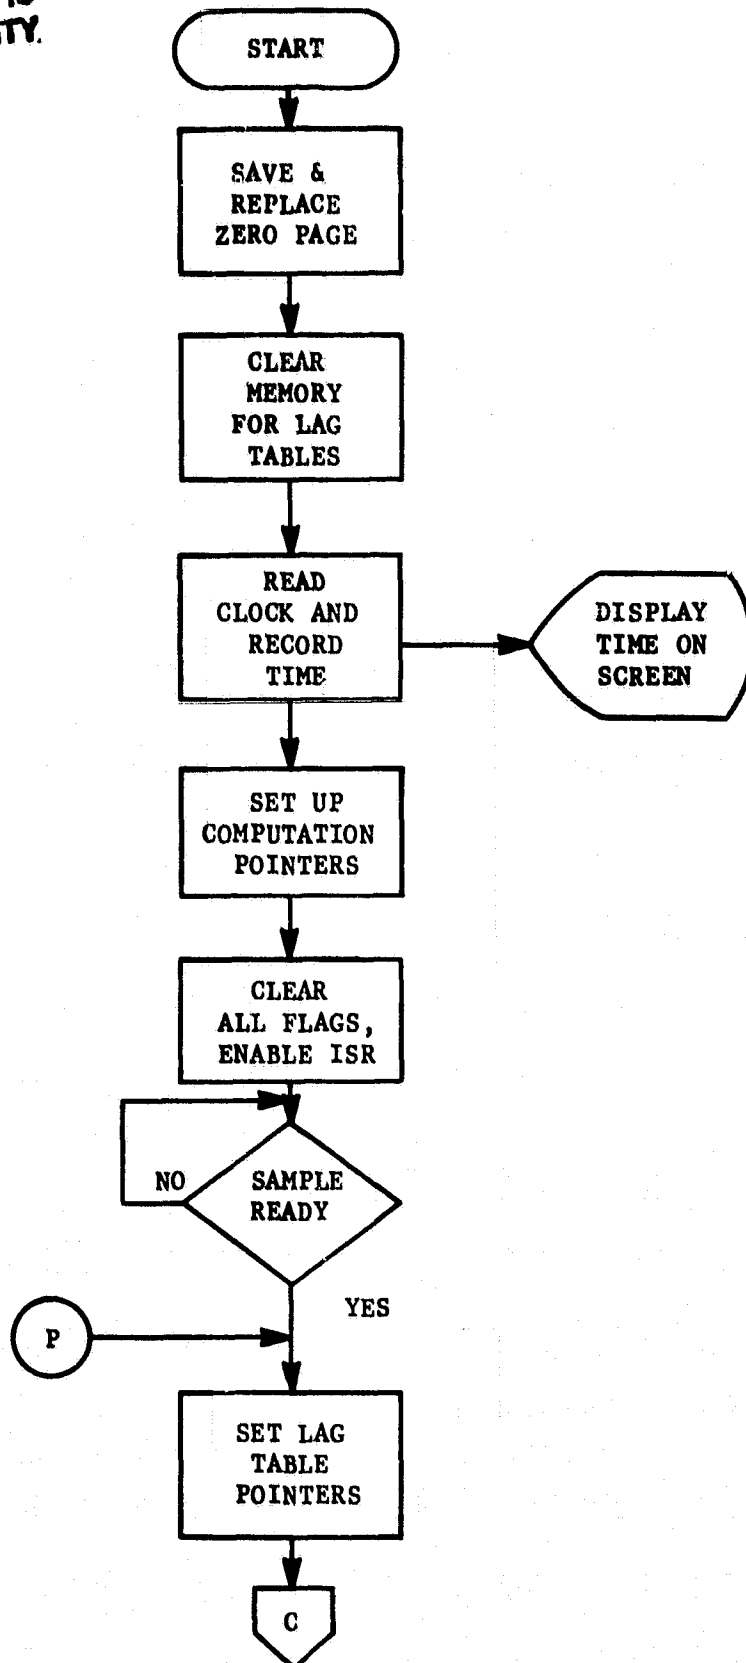 TY.
START
SAVE &
REPLACE
ZERO PAGE
CLEAR
MEMORY
FOR LAG
TABLES
READ
CLOCK AND
RECORD
TIME
DISPLAY
TIME ON
SCREEN
SET UP
COMPUTATION
POINTERS
CLEAR
ALL FLAGS,
ENABLE ISR
NO
SAMPLE
READY
YES
P
SET LAG
TABLE
POINTERS
C